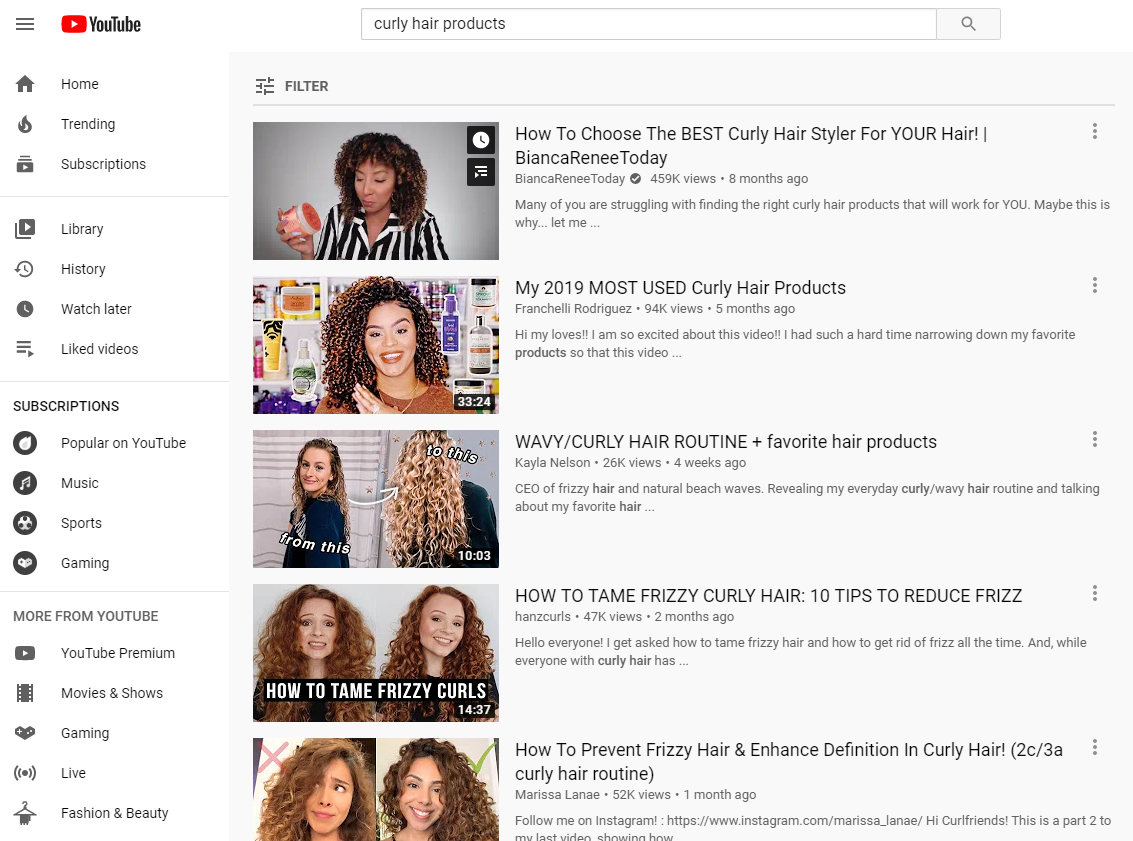 YouTube
curly hair products
Home
Trending
Subscriptions
Library
History
Watch later
Liked videos
SUBSCRIPTIONS
Popular on YouTube
Music
Sports
Gaming
MORE FROM YOUTUBE
YouTube Premium
Movies & Shows
Gaming
Live
Fashion & Beauty
FILTER
How To Choose The BEST Curly Hair Styler For YOUR Hair! |
BiancaReneeToday
BiancaReneeToday 459K views • 8 months ago
Many of you are struggling with finding the right curly hair products that will work for YOU. Maybe this is
why... let me ...
33:24
My 2019 MOST USED Curly Hair Products
Franchelli Rodriguez • 94K views • 5 months ago
Hi my loves!! I am so excited about this video!! I had such a hard time narrowing down my favorite
products so that this video ...
to this
from this
10:03
WAVY/CURLY HAIR ROUTINE + favorite hair products
Kayla Nelson • 26K views • 4 weeks ago
CEO of frizzy hair and natural beach waves. Revealing my everyday curly/wavy hair routine and talking
about my favorite hair ...
HOW TO TAME FRIZZY CURLS
14:37
HOW TO TAME FRIZZY CURLY HAIR: 10 TIPS TO REDUCE FRIZZ
hanzcurls • 47K views • 2 months ago
Hello everyone! I get asked how to tame frizzy hair and how to get rid of frizz all the time. And, while
everyone with curly hair has ...
How To Prevent Frizzy Hair & Enhance Definition In Curly Hair! (2c/3a
curly hair routine)
Marissa Lanae • 52K views • 1 month ago
Follow me on Instagram! : https://www.instagram.com/marissa_lanae/ Hi Curlfriends! This is a part 2 to
my last video, showing how